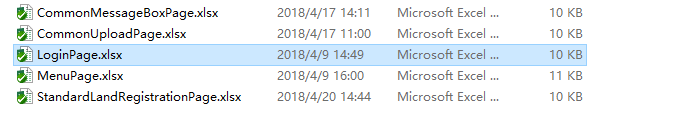 CommonMessageBoxPage.xlsx 2018/4/17 14:11 Microsoft Excel ... 10 KB
CommonUploadPage.xlsx 2018/4/17 11:00 Microsoft Excel ... 10 KB
LoginPage.xlsx 2018/4/9 14:49 Microsoft Excel ... 10 KB
MenuPage.xlsx 2018/4/9 16:00 Microsoft Excel ... 11 KB
StandardLandRegistrationPage.xlsx 2018/4/20 14:44 Microsoft Excel ... 10 KB